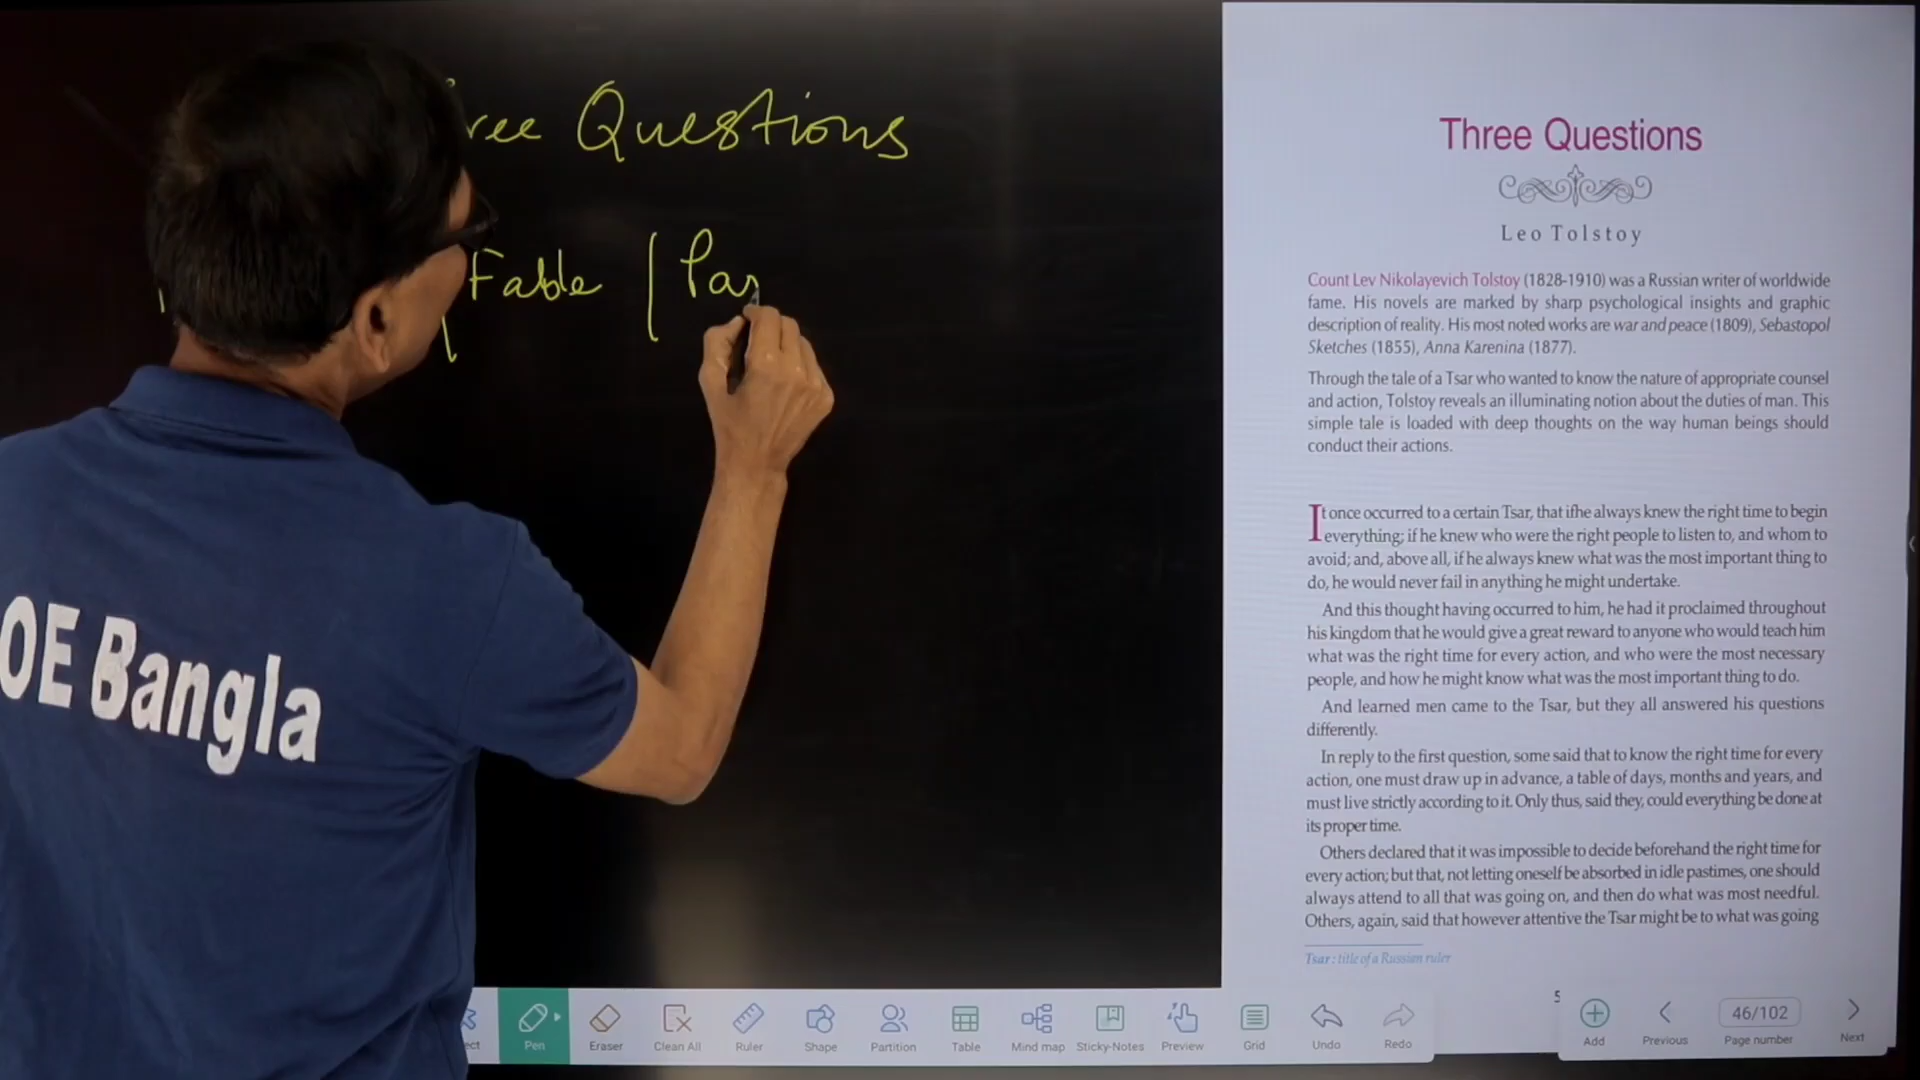 ree Questions
Fable | Par
OE Bangla
Three Questions
Leo Tolstoy
Count Lev Nikolayevich Tolstoy (1828-1910) was a Russian writer of worldwide
fame. His novels are marked by sharp psychological insights and graphic
description of reality. His most noted works are war and peace (1809), Sebastopol
Sketches (1855), Anna Karenina (1877).
Through the tale of a Tsar who wanted to know the nature of appropriate counsel
and action, Tolstoy reveals an illuminating notion about the duties of man. This
simple tale is loaded with deep thoughts on the way human beings should
conduct their actions.
It once occurred to a certain Tsar, that ifhe always knew the right time to begin
everything; if he knew who were the right people to listen to, and whom to
avoid; and, above all, if he always knew what was the most important thing to
do, he would never fail in anything he might undertake.
And this thought having occurred to him, he had it proclaimed throughout
his kingdom that he would give a great reward to anyone who would teach him
what was the right time for every action, and who were the most necessary
people, and how he might know what was the most important thing to do.
And learned men came to the Tsar, but they all answered his questions
differently.
In reply to the first question, some said that to know the right time for every
action, one must draw up in advance, a table of days, months and years, and
must live strictly according to it. Only thus, said they, could everything be done at
its proper time.
Others declared that it was impossible to decide beforehand the right time for
every action; but that, not letting oneself be absorbed in idle pastimes, one should
always attend to all that was going on, and then do what was most needful.
Others, again, said that however attentive the Tsar might be to what was going
Tsar : title of a Russian ruler
5
ect Pen Eraser Clean All Ruler Shape Partition Table Mind map Sticky-Notes Preview Grid Undo Redo
Add Previous 46/102 Page number Next